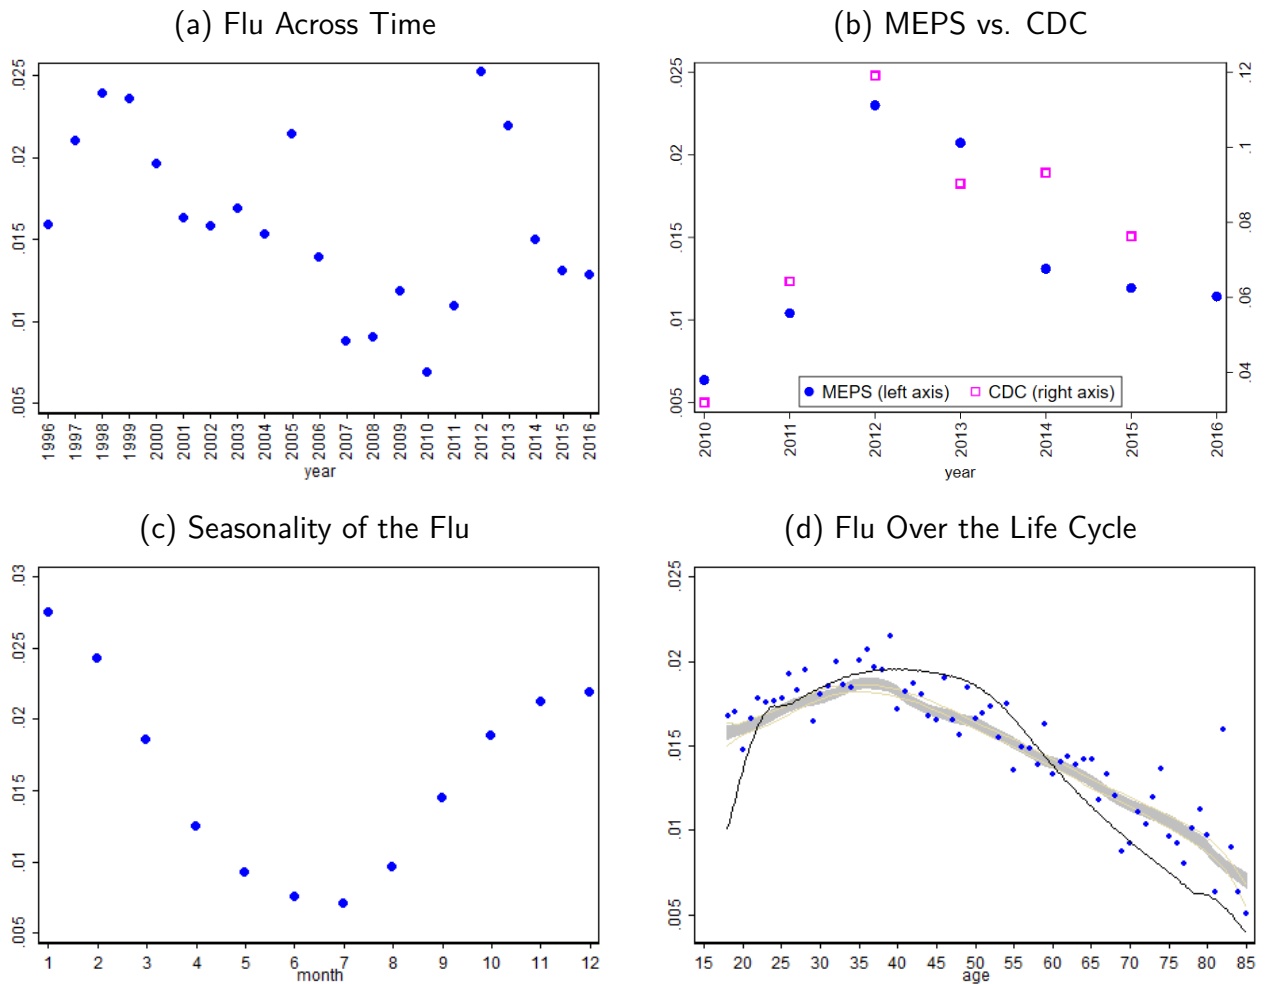 (a) Flu Across Time
.025
.02
.015
.01
.005
1996 1997 1998 1999 2000 2001 2002 2003 2004 2005 2006 2007 2008 2009 2010 2011 2012 2013 2014 2015 2016
year
(b) MEPS vs. CDC
.025
.02
.015
.01
.005
.12
.1
.08
.06
.04
MEPS (left axis) CDC (right axis)
2010 2011 2012 2013 2014 2015 2016
year
(c) Seasonality of the Flu
.03
.025
.02
.015
.01
.005
1 2 3 4 5 6 7 8 9 10 11 12
month
(d) Flu Over the Life Cycle
.025
.02
.015
.01
.005
15 20 25 30 35 40 45 50 55 60 65 70 75 80 85
age